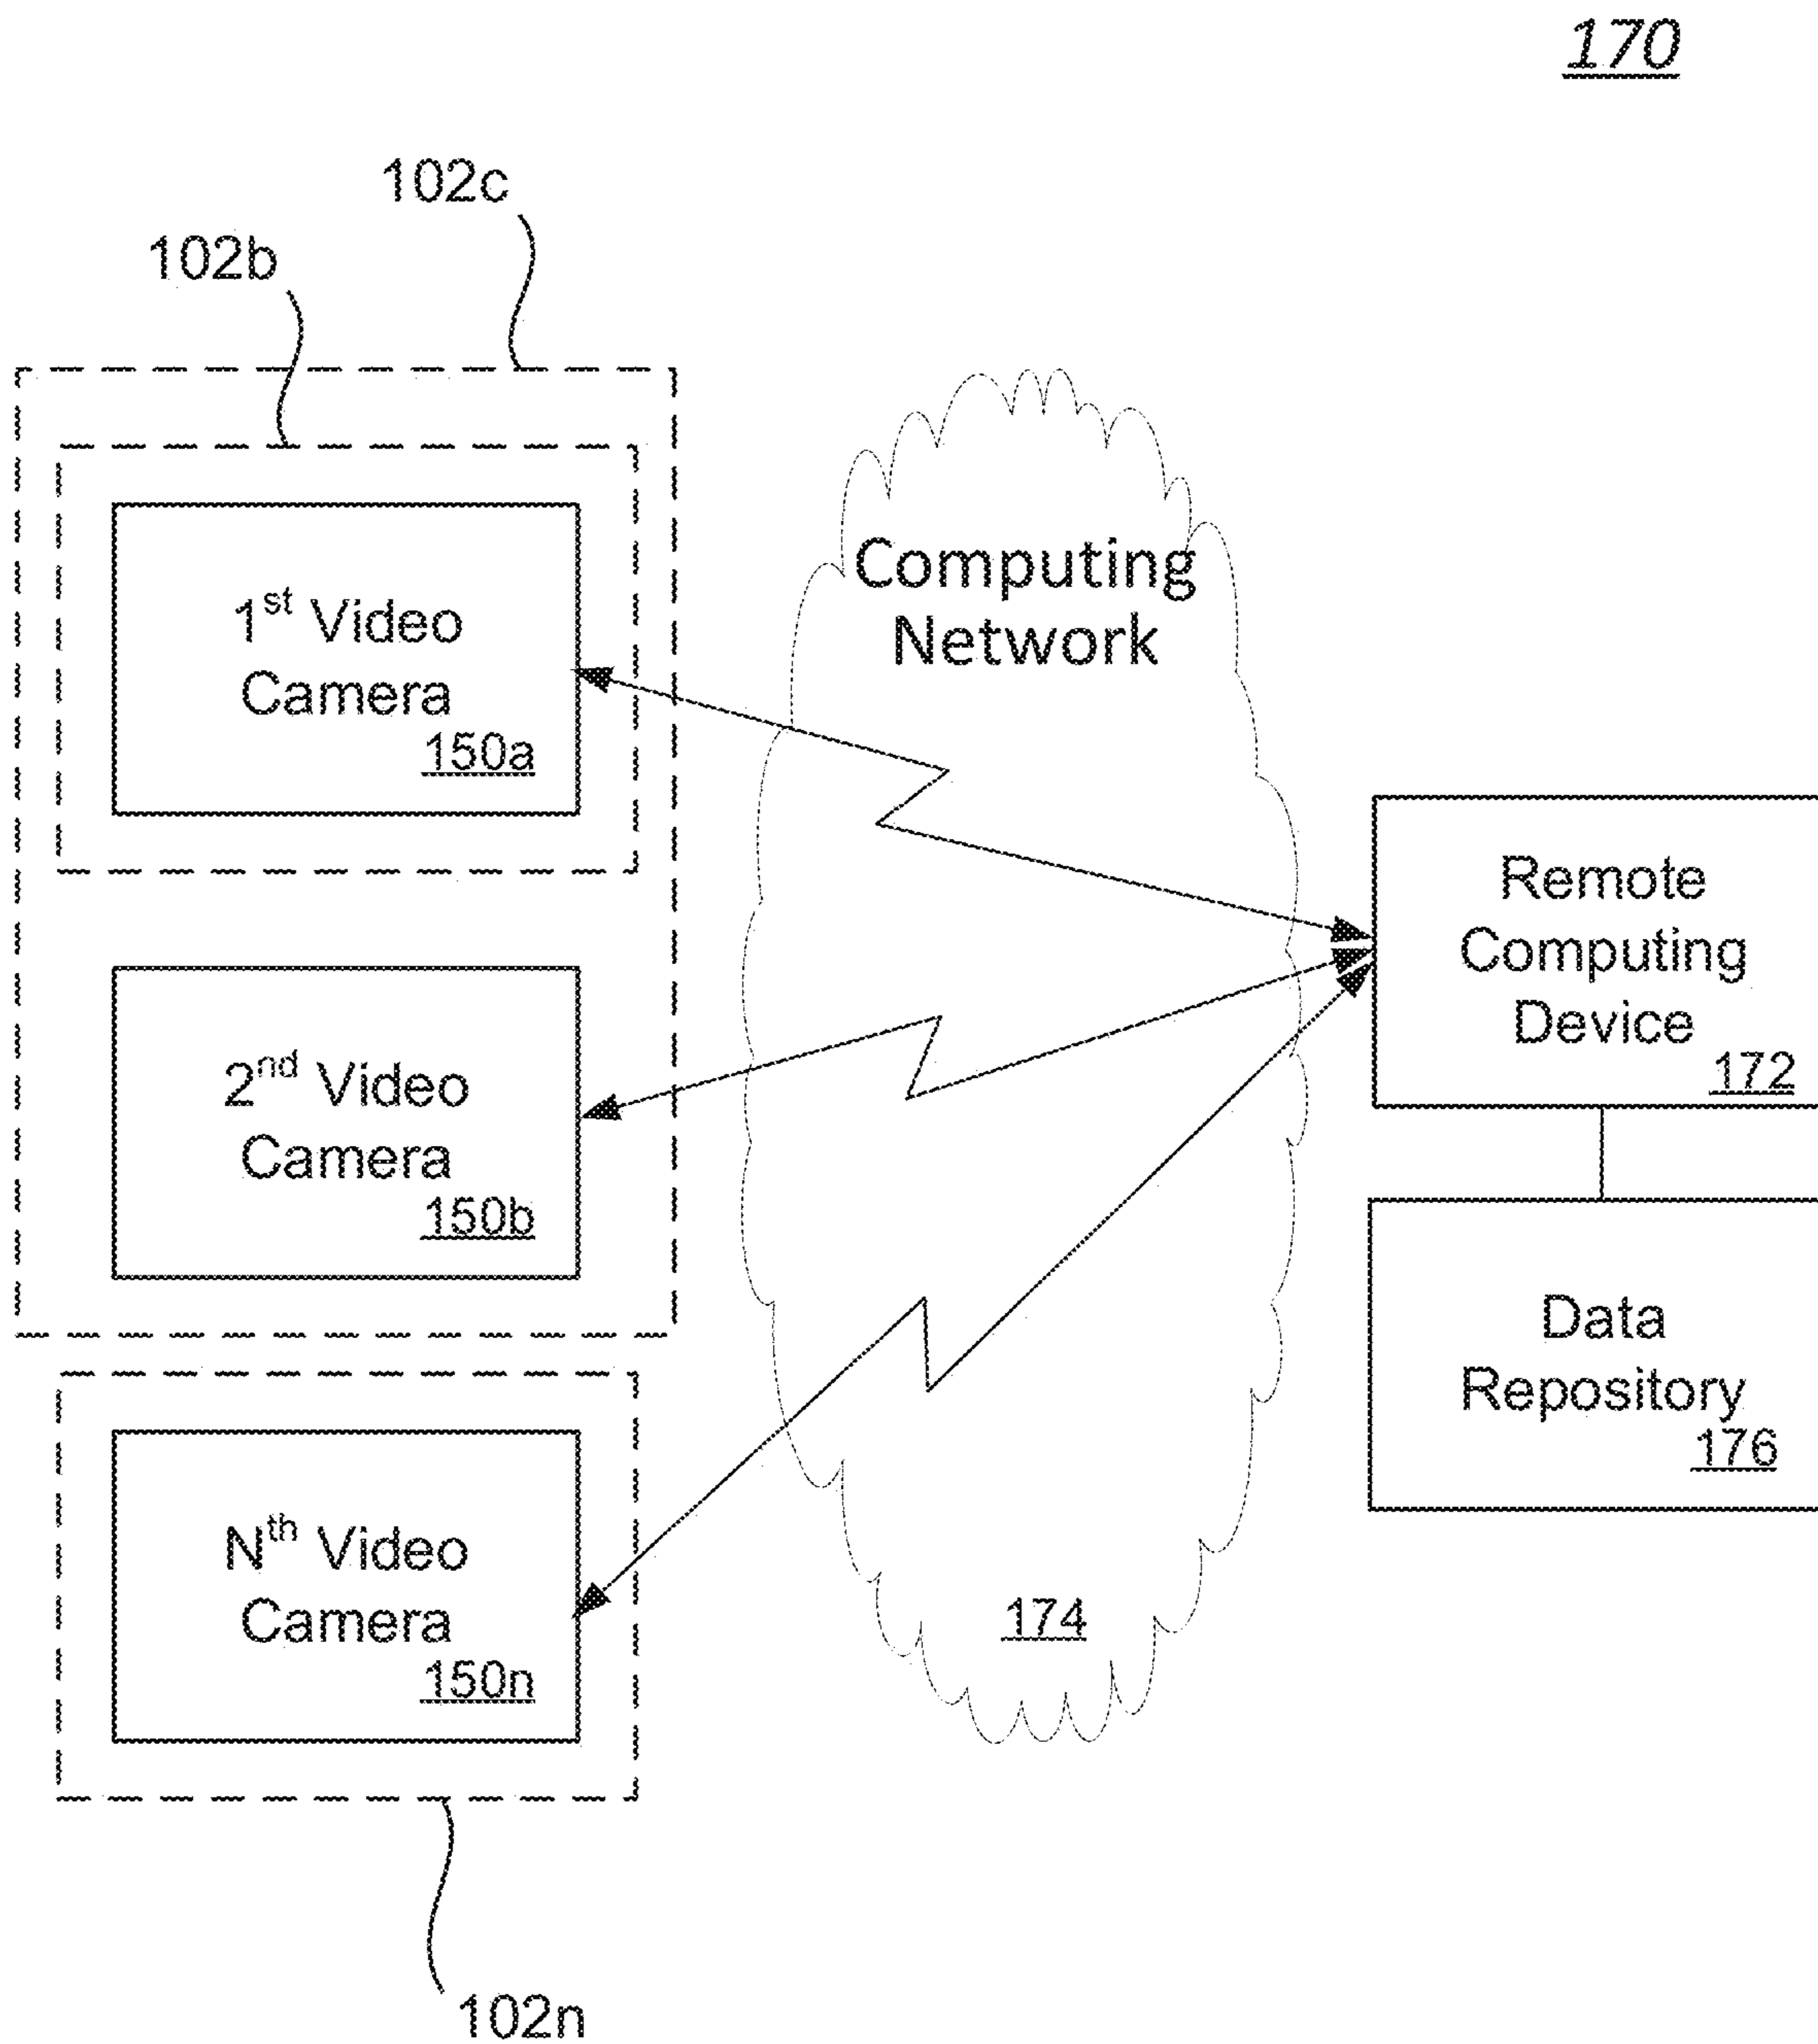 170
102c
102b
1st Video
Camera
150a
Computing
Network
Remote
Computing
Device
172
2nd Video
Camera
150b
Data
Repository
176
Nth Video
Camera
150n
174
102n